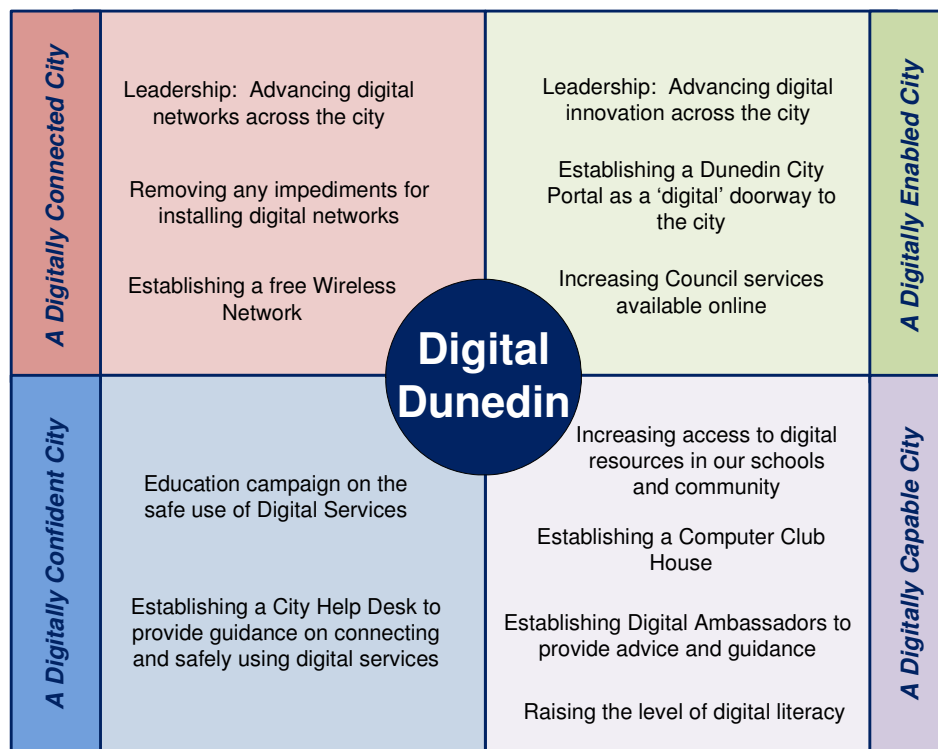 A Digitally Connected City
Leadership: Advancing digital
networks across the city
Removing any impediments for
installing digital networks
Establishing a free Wireless
Network
Leadership: Advancing digital
innovation across the city
Establishing a Dunedin City
Portal as a ‘digital’ doorway to
the city
Increasing Council services
available online
A Digitally Enabled City
Digital
Dunedin
A Digitally Confident City
Education campaign on the
safe use of Digital Services
Establishing a City Help Desk to
provide guidance on connecting
and safely using digital services
Increasing access to digital
resources in our schools
and community
Establishing a Computer Club
House
Establishing Digital Ambassadors to
provide advice and guidance
Raising the level of digital literacy
A Digitally Capable City